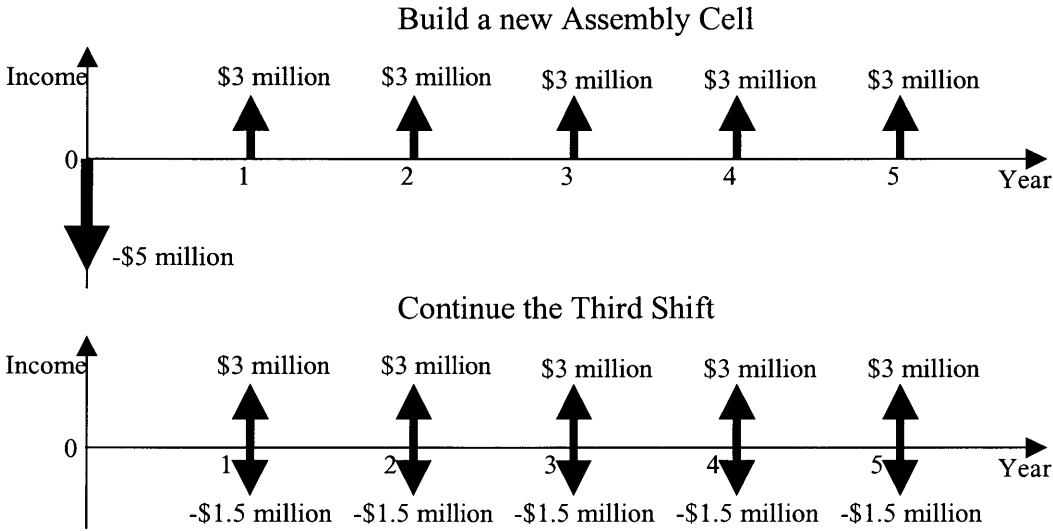 Build a new Assembly Cell
Income $3 million $3 million $3 million $3 million $3 million
0
1 2 3 4 5
Year
-$5 million
Continue the Third Shift
Income $3 million $3 million $3 million $3 million $3 million
0
1 2 3 4 5
Year
-$1.5 million -$1.5 million -$1.5 million -$1.5 million -$1.5 million